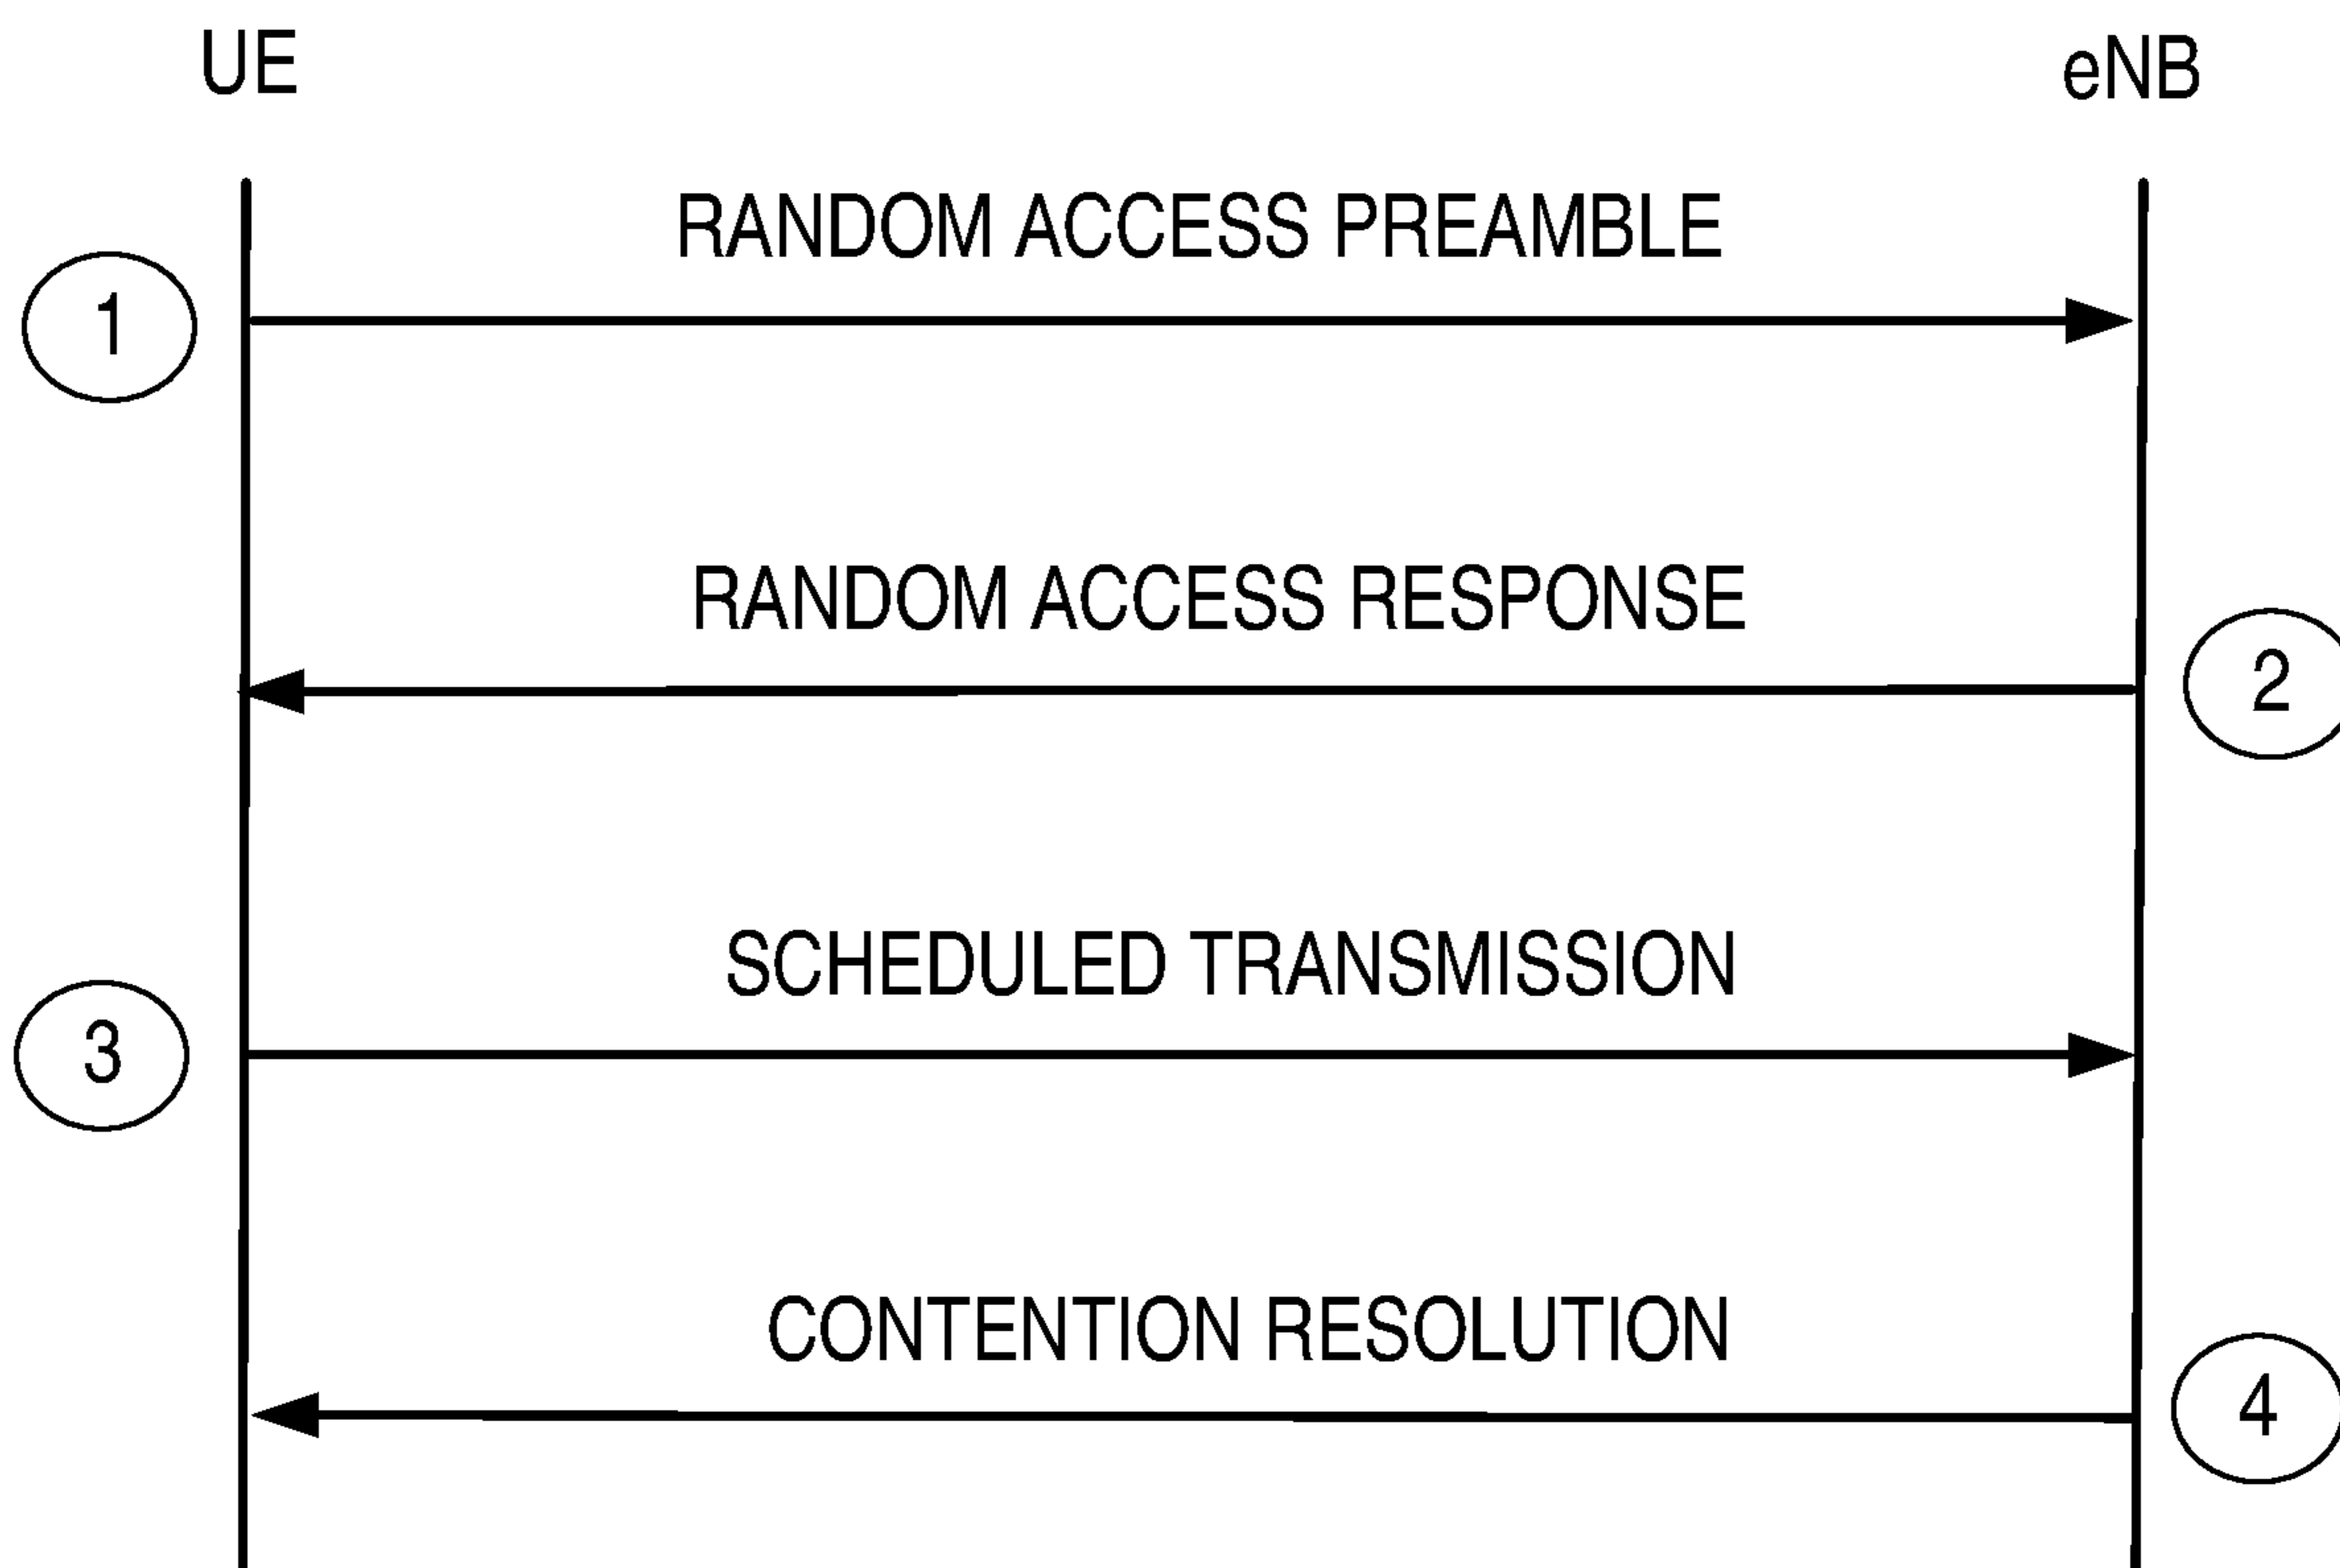 UE
eNB
RANDOM ACCESS PREAMBLE
1
RANDOM ACCESS RESPONSE
2
SCHEDULED TRANSMISSION
3
CONTENTION RESOLUTION
4